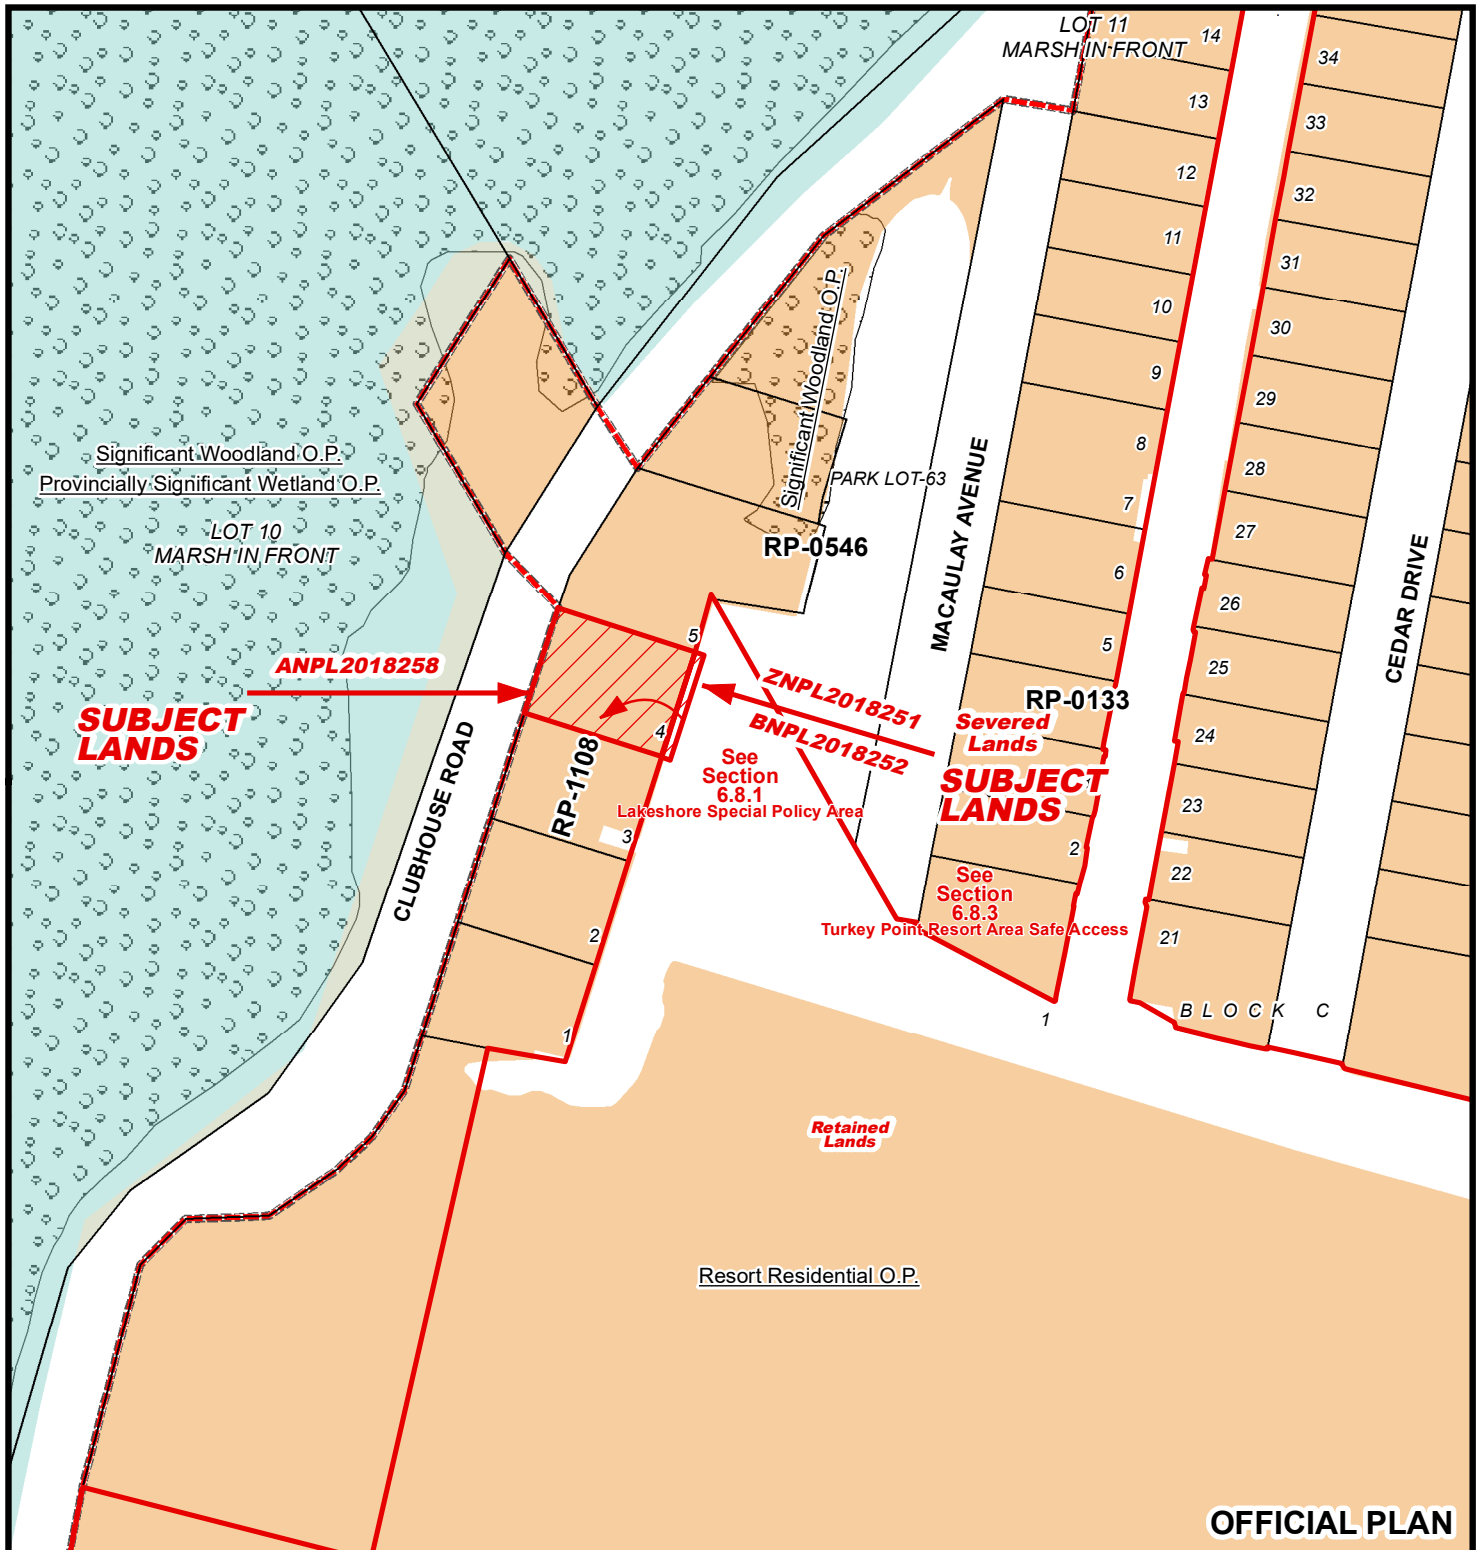 LOT 11
MARSH IN FRONT
14
13
12
11
10
9
8
7
6
5
2
1
34
33
32
31
30
29
28
27
26
25
24
23
22
21
BLOCK C
Significant Woodland O.P.
Provincially Significant Wetland O.P.
LOT 10
MARSH IN FRONT
Significant Woodland O.P.
PARK LOT-63
RP-0546
MACAULAY AVENUE
CEDAR DRIVE
RP-0133
ANPL2018258
SUBJECT
LANDS
CLUBHOUSE ROAD
RP-1108
5
4
3
2
1
ZNPL2018251
BNPL2018252
Severed
Lands
SUBJECT
LANDS
See
Section
6.8.1
Lakeshore Special Policy Area
See
Section
6.8.3
Turkey Point Resort Area Safe Access
Retained
Lands
Resort Residential O.P.
OFFICIAL PLAN